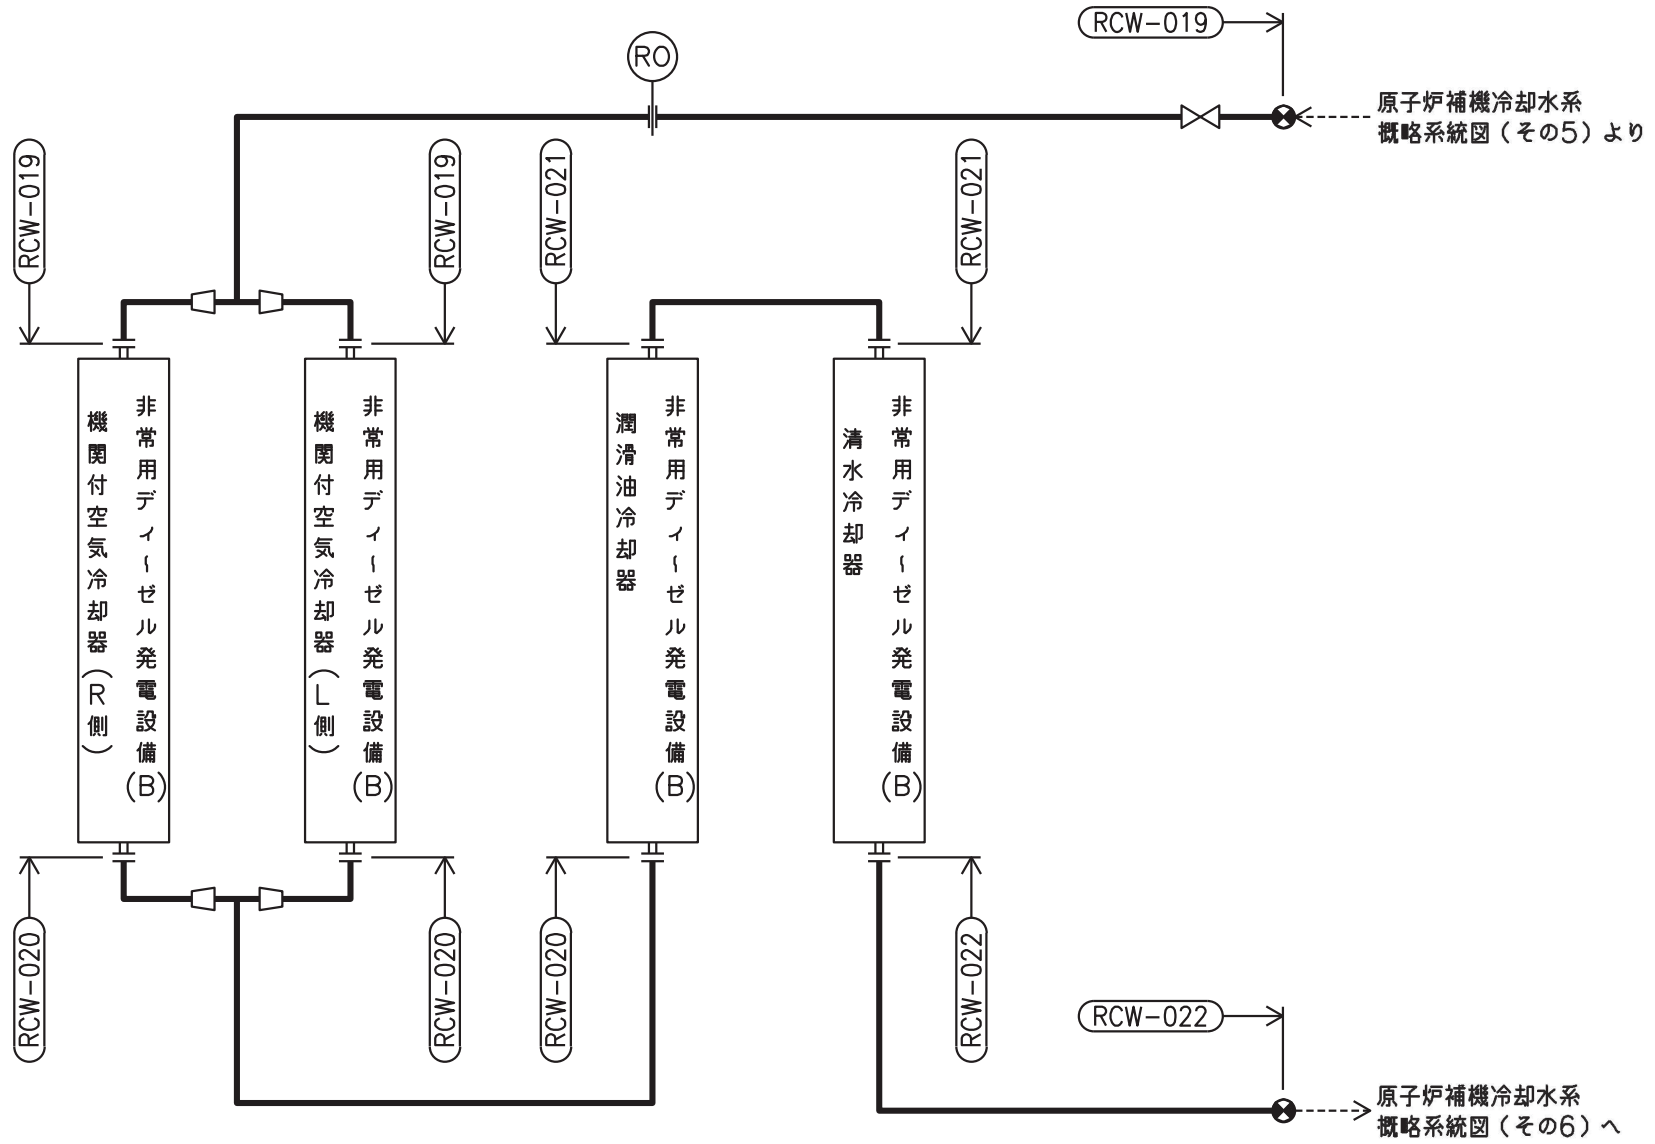 RCW-019
RO
原子炉補機冷却水系
概略系統図（その5）より
RCW-019
RCW-019
RCW-021
RCW-021
非常用ディ～ゼル発電設備(B)
機関付空気冷却器(R側)
非常用ディ～ゼル発電設備(B)
機関付空気冷却器(L側)
非常用ディ～ゼル発電設備(B)
潤滑油冷却器
非常用ディ～ゼル発電設備(B)
清水冷却器
RCW-020
RCW-020
RCW-020
RCW-022
RCW-022
原子炉補機冷却水系
概略系統図（その6）へ